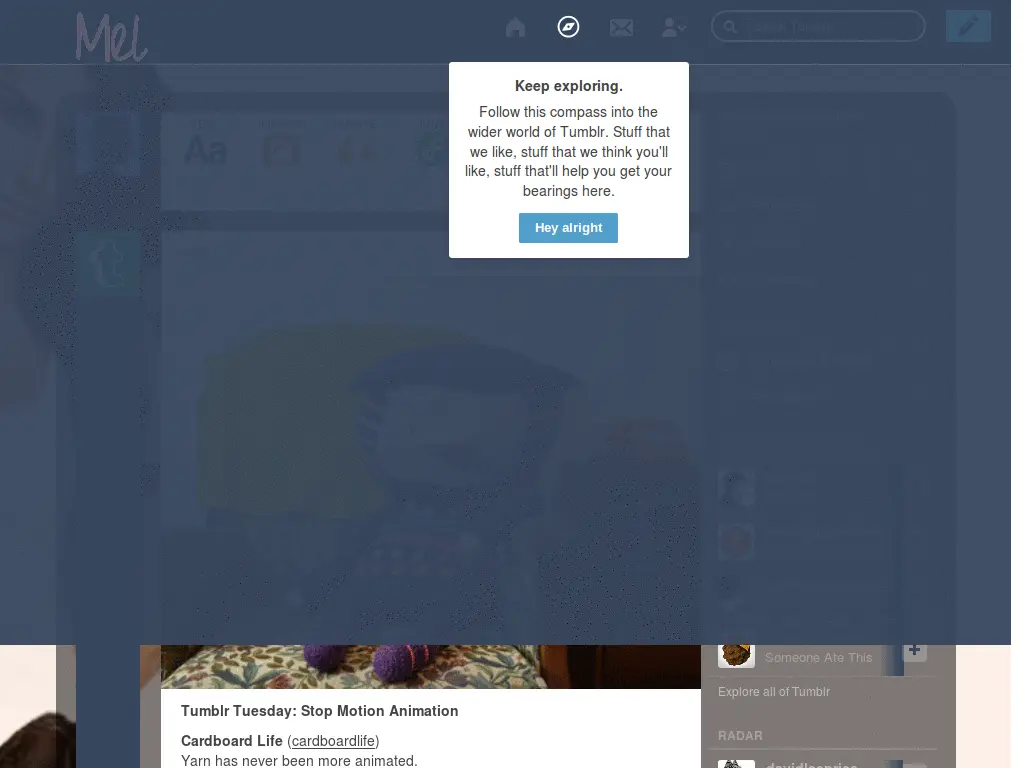 Mel
Keep exploring.
Follow this compass into the
wider world of Tumblr. Stuff that
we like, stuff that we think you'll
like, stuff that'll help you get your
bearings here.
Hey alright
Aa
Someone Ate This
Explore all of Tumblr
RADAR
Tumblr Tuesday: Stop Motion Animation
Cardboard Life (cardboardlife)
Yarn has never been more animated.